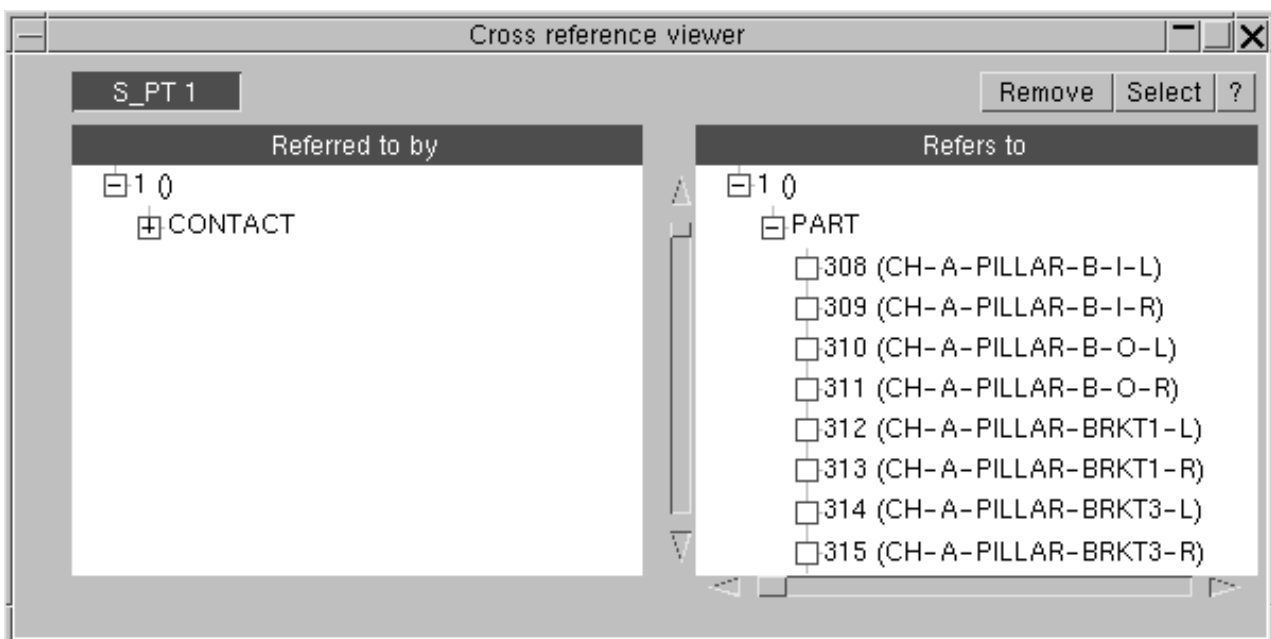 Cross reference viewer
S_PT 1
Remove Select ?
Referred to by
1 ()
CONTACT
Refers to
1 ()
PART
308 (CH-A-PILLAR-B-I-L)
309 (CH-A-PILLAR-B-I-R)
310 (CH-A-PILLAR-B-O-L)
311 (CH-A-PILLAR-B-O-R)
312 (CH-A-PILLAR-BRKT1-L)
313 (CH-A-PILLAR-BRKT1-R)
314 (CH-A-PILLAR-BRKT3-L)
315 (CH-A-PILLAR-BRKT3-R)